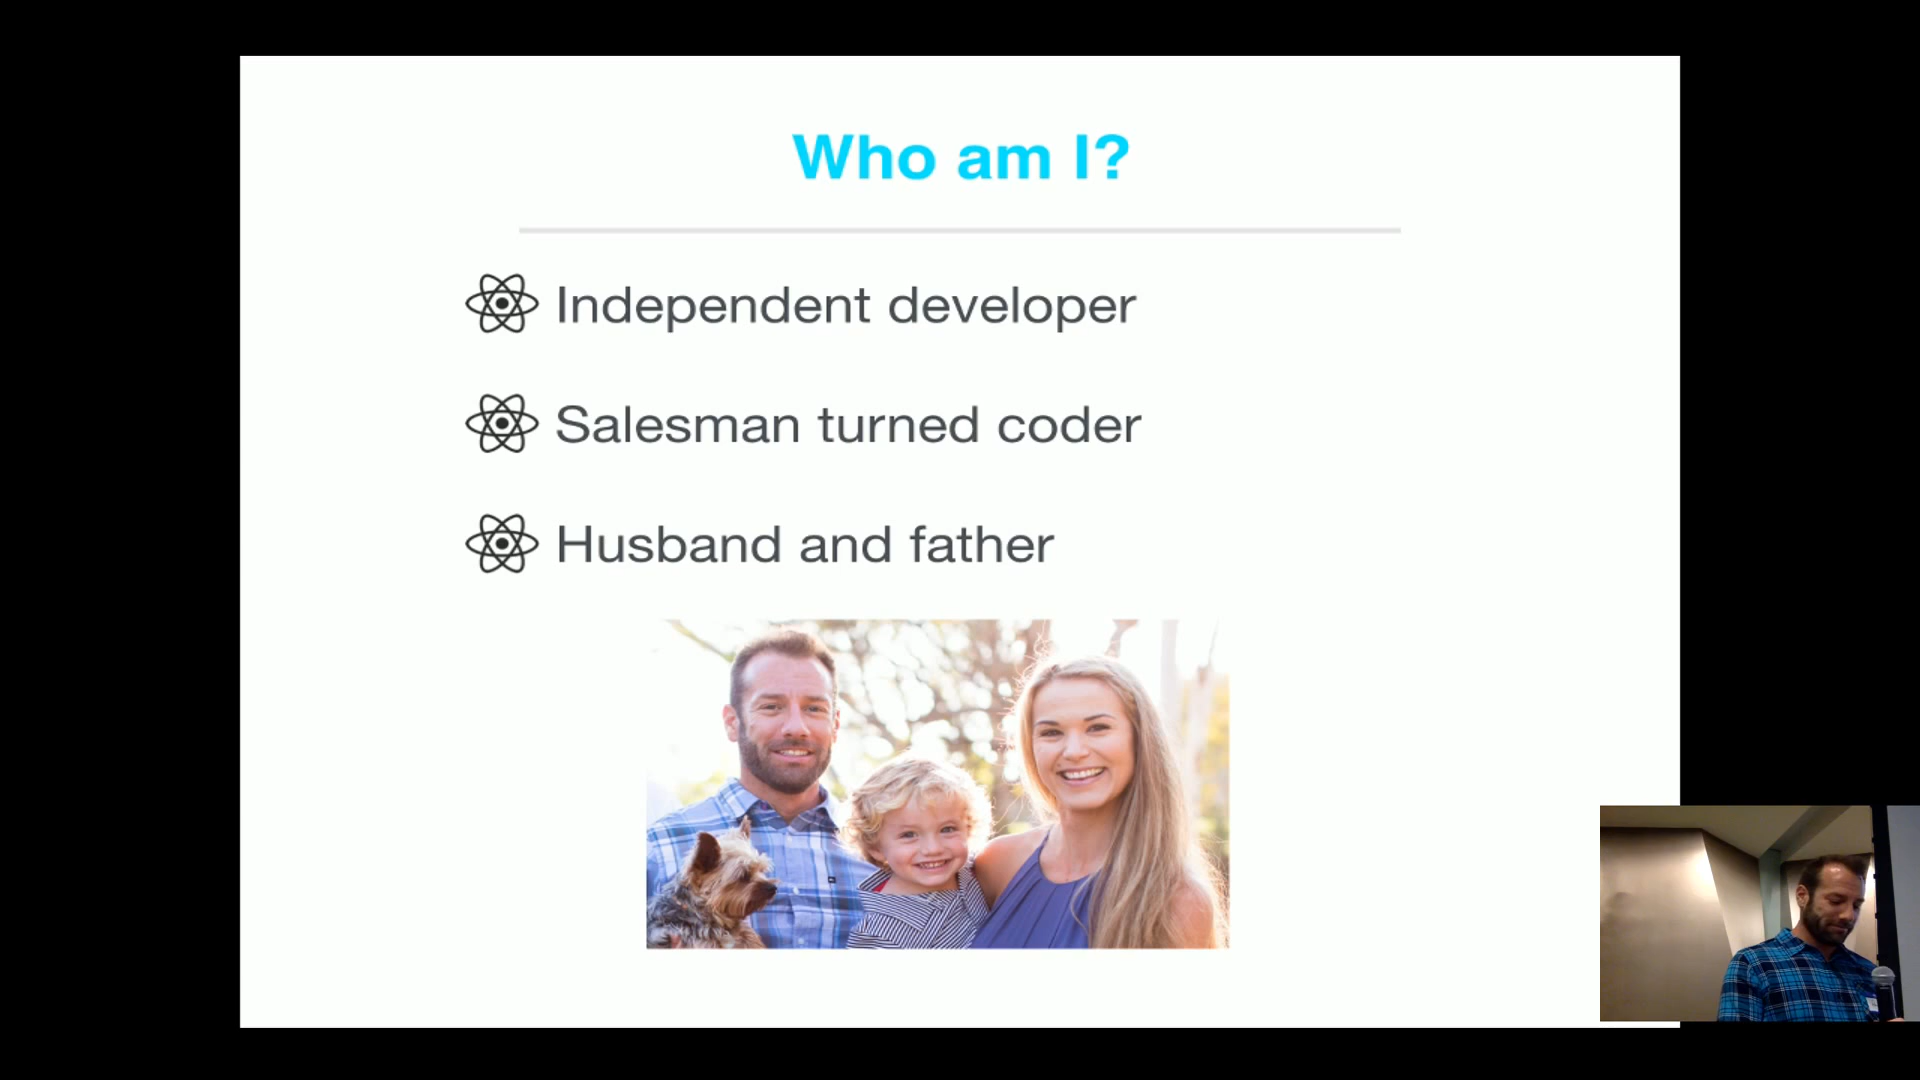 Who am I?
Independent developer
Salesman turned coder
Husband and father